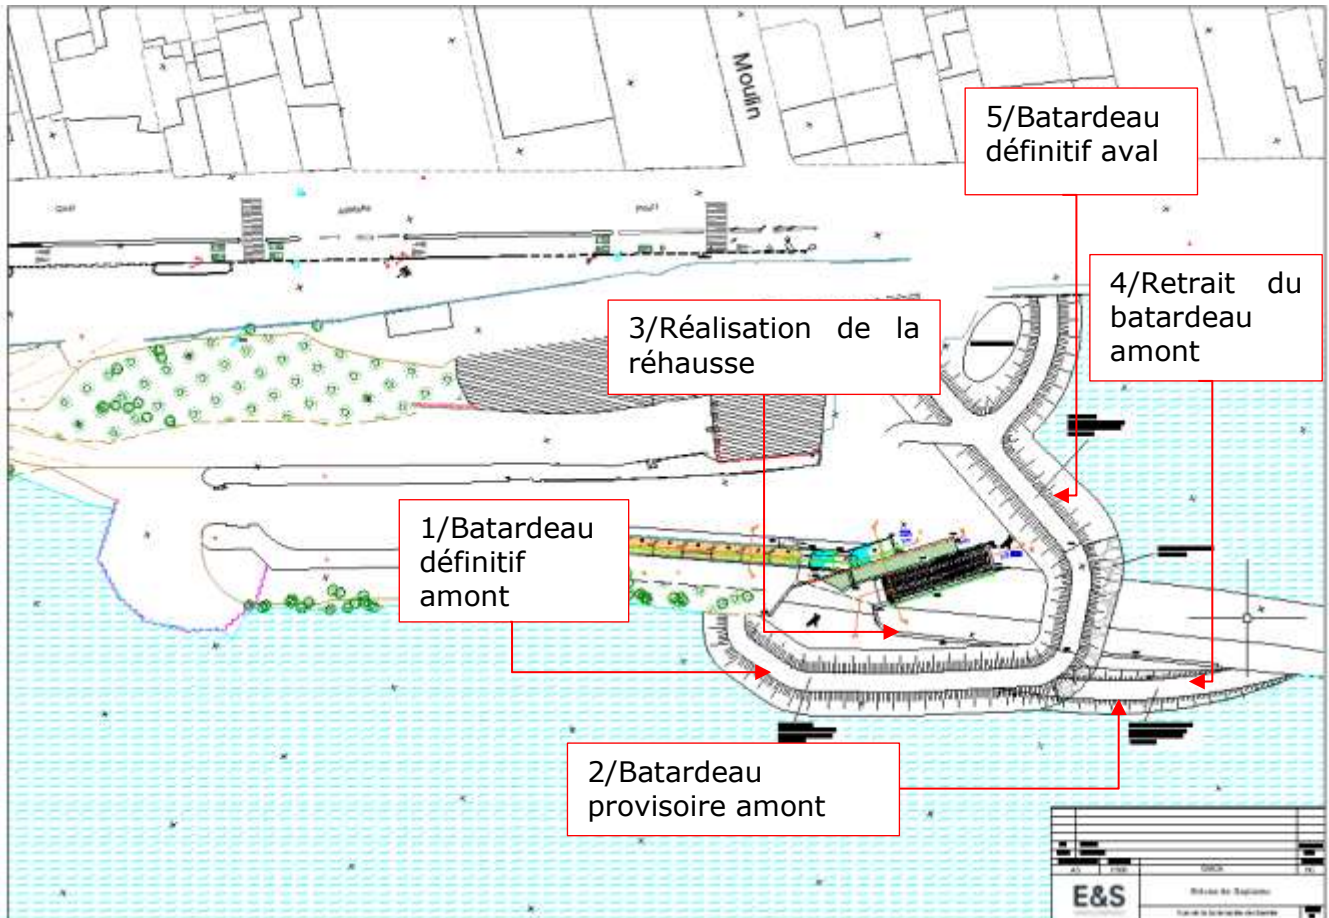 Moulin
5/Batardeau
définitif aval
4/Retrait du
batardeau
amont
3/Réalisation de la
réhausse
1/Batardeau
définitif
amont
2/Batardeau
provisoire amont
E&S